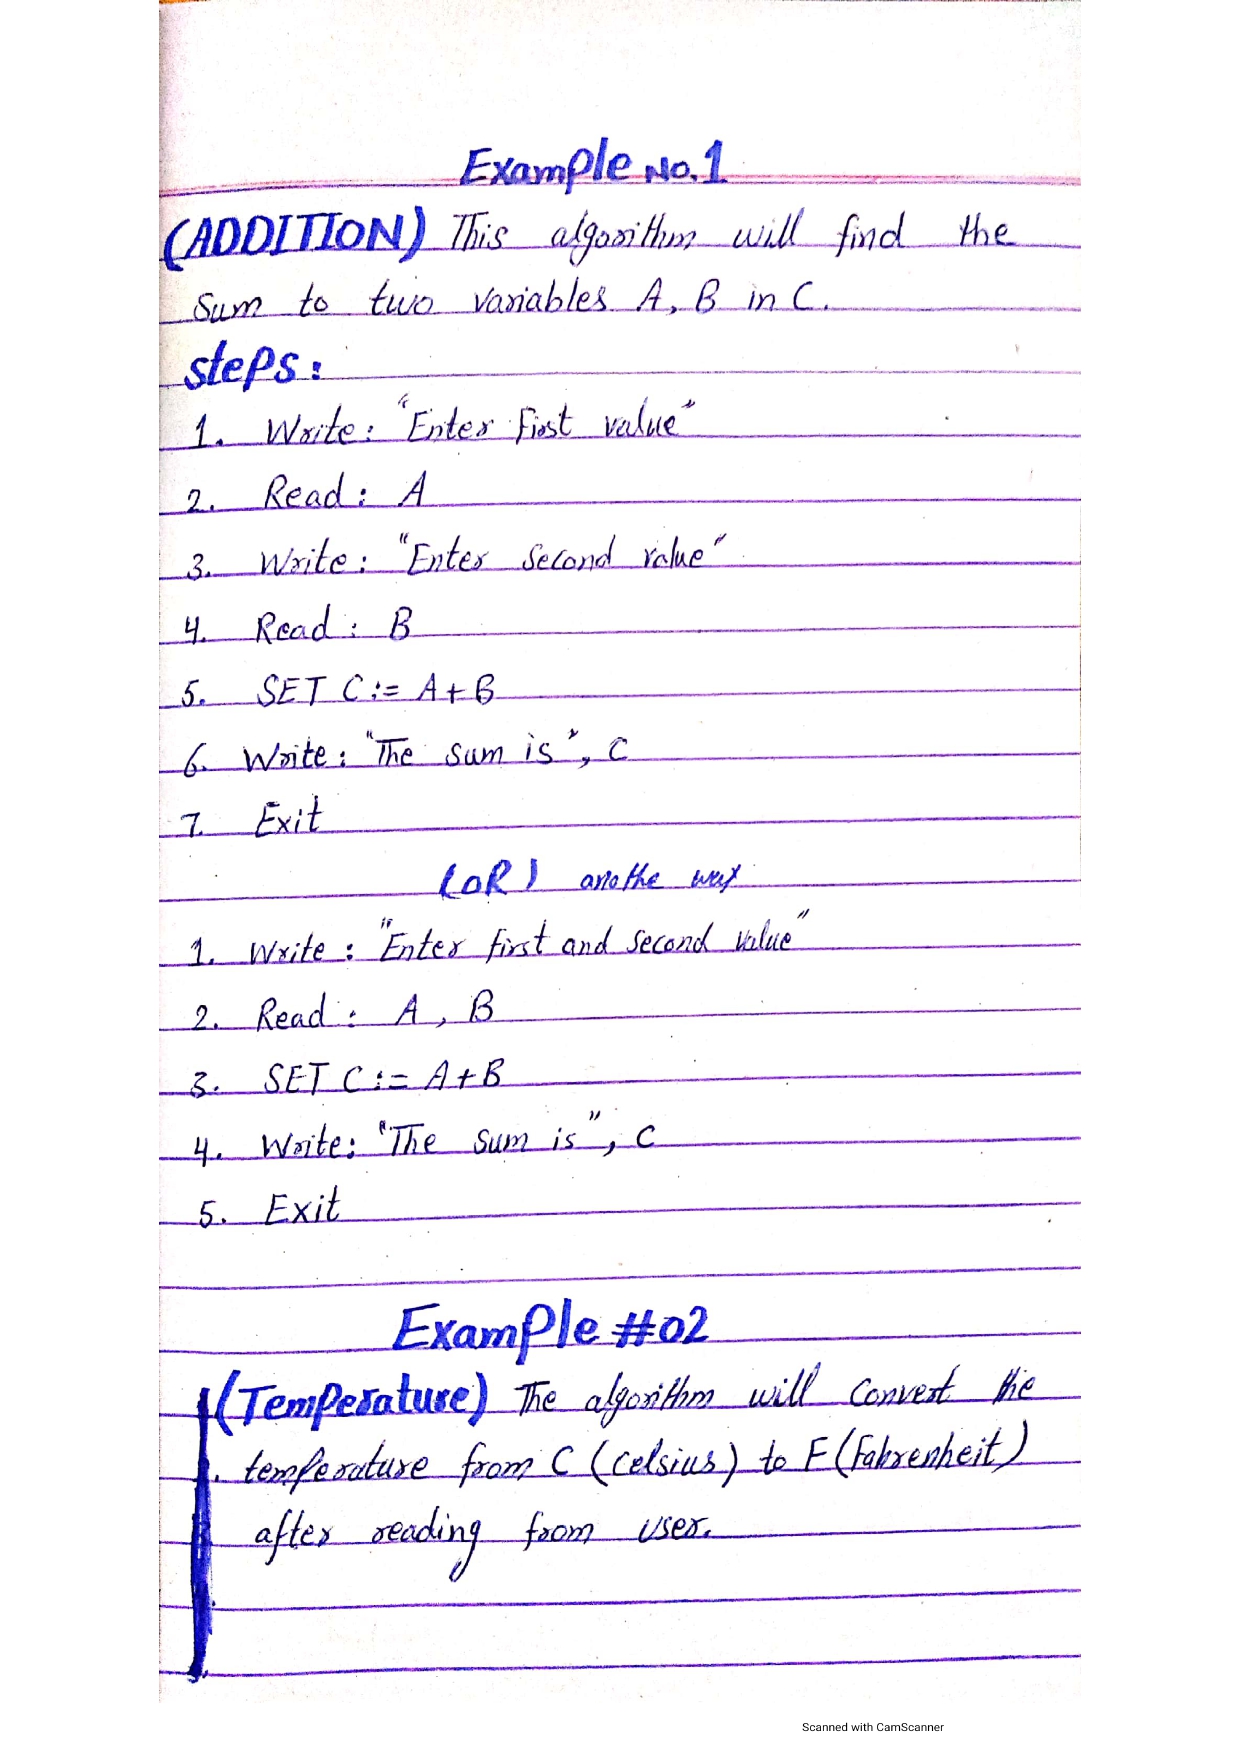 Example No.1
(ADDITION) This algorithm will find the
Sum to two variables A, B in C.
steps:
1. Write: "Enter First value"
2. Read: A
3. Write: "Enter Second value"
4. Read: B
5. SET C:= A+B
6. Write: "The Sum is", C
7. Exit
(OR) anothe way
1. Write: "Enter first and second value"
2. Read: A, B
3. SET C:= A+B
4. Write: "The Sum is", C
5. Exit
Example #02
(Temperature) The algorithm will Convert the
temperature from C (Celsius) to F (Fahrenheit)
after reading from user.
Scanned with CamScanner